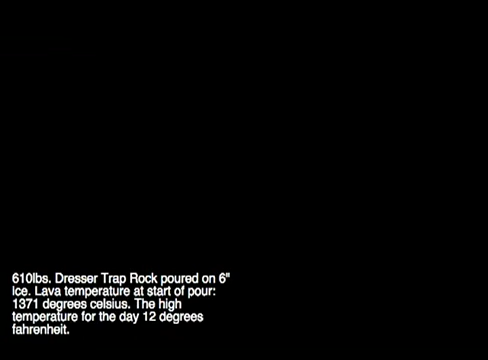 610lbs. Dresser Trap Rock poured on 6"
Ice. Lava temperature at start of pour:
1371 degrees celsius. The high
temperature for the day 12 degrees
fahrenheit.